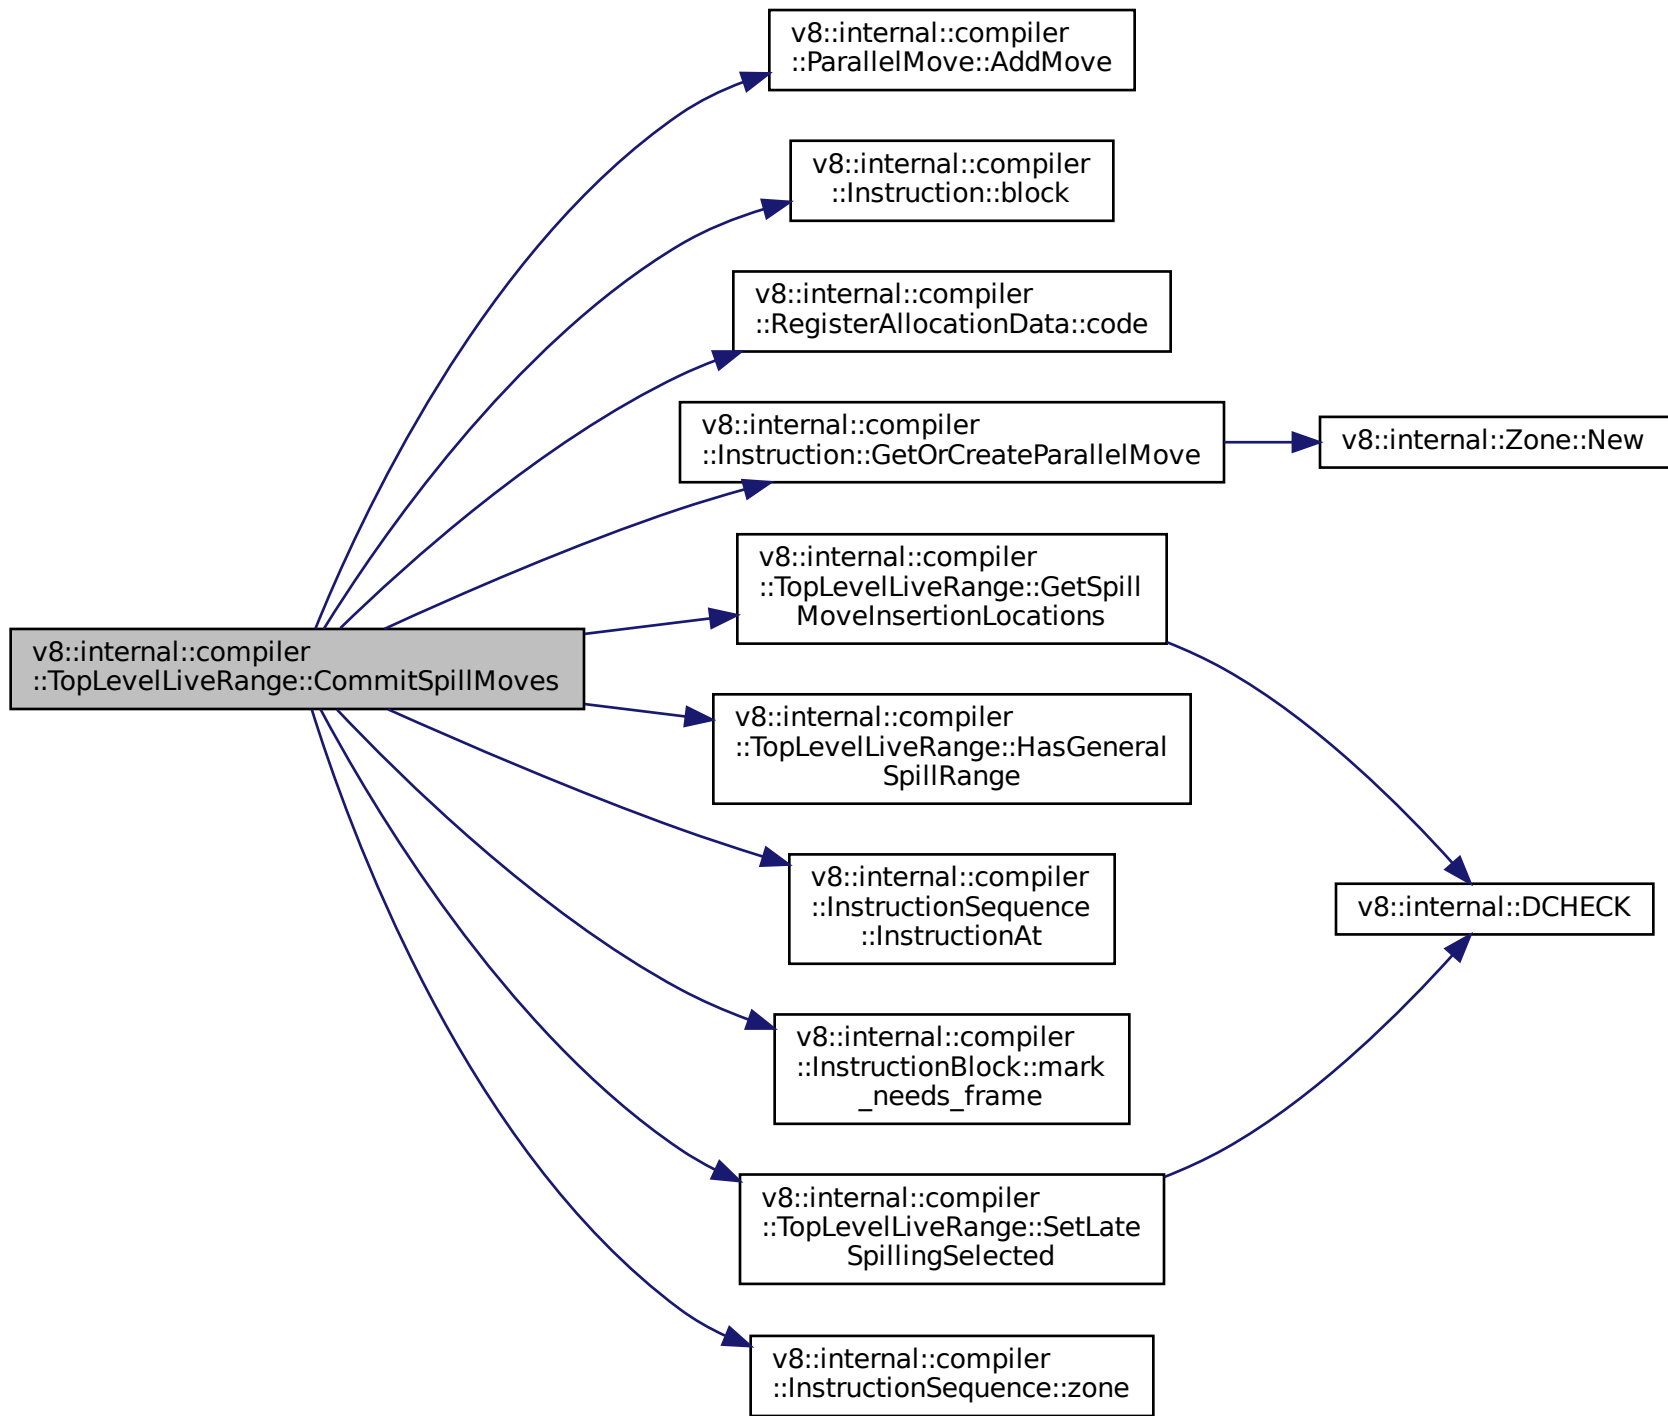 v8::internal::compiler
::ParallelMove::AddMove
v8::internal::compiler
::Instruction::block
v8::internal::compiler
::RegisterAllocationData::code
v8::internal::compiler
::Instruction::GetOrCreateParallelMove
v8::internal::Zone::New
v8::internal::compiler
::TopLevelLiveRange::GetSpill
MoveInsertionLocations
v8::internal::compiler
::TopLevelLiveRange::CommitSpillMoves
v8::internal::compiler
::TopLevelLiveRange::HasGeneral
SpillRange
v8::internal::compiler
::InstructionSequence
::InstructionAt
v8::internal::DCHECK
v8::internal::compiler
::InstructionBlock::mark
_needs_frame
v8::internal::compiler
::TopLevelLiveRange::SetLate
SpillingSelected
v8::internal::compiler
::InstructionSequence::zone